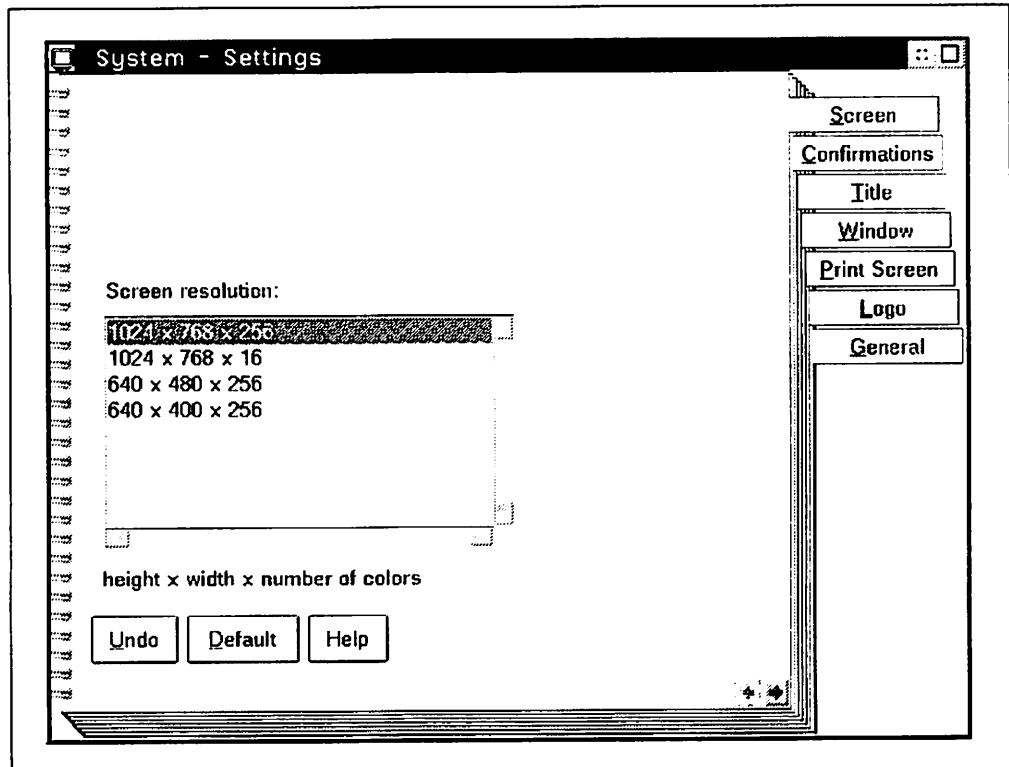 System - Settings
Screen
Confirmations
Title
Window
Print Screen
Logo
General
Screen resolution:
1024 x 768 x 256
1024 x 768 x 16
640 x 480 x 256
640 x 400 x 256
height x width x number of colors
Undo
Default
Help